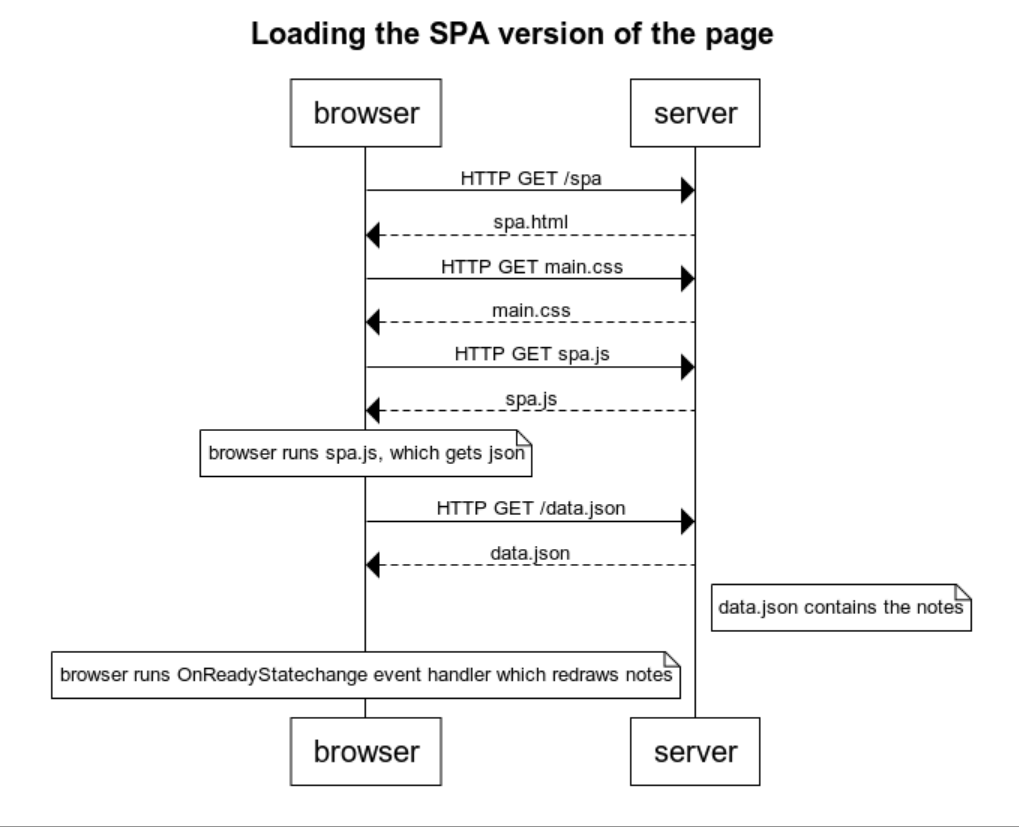 Loading the SPA version of the page
browser
server
HTTP GET /spa
spa.html
HTTP GET main.css
main.css
HTTP GET spa.js
spa.js
browser runs spa.js, which gets json
HTTP GET /data.json
data.json
data.json contains the notes
browser runs OnReadyStatechange event handler which redraws notes
browser
server